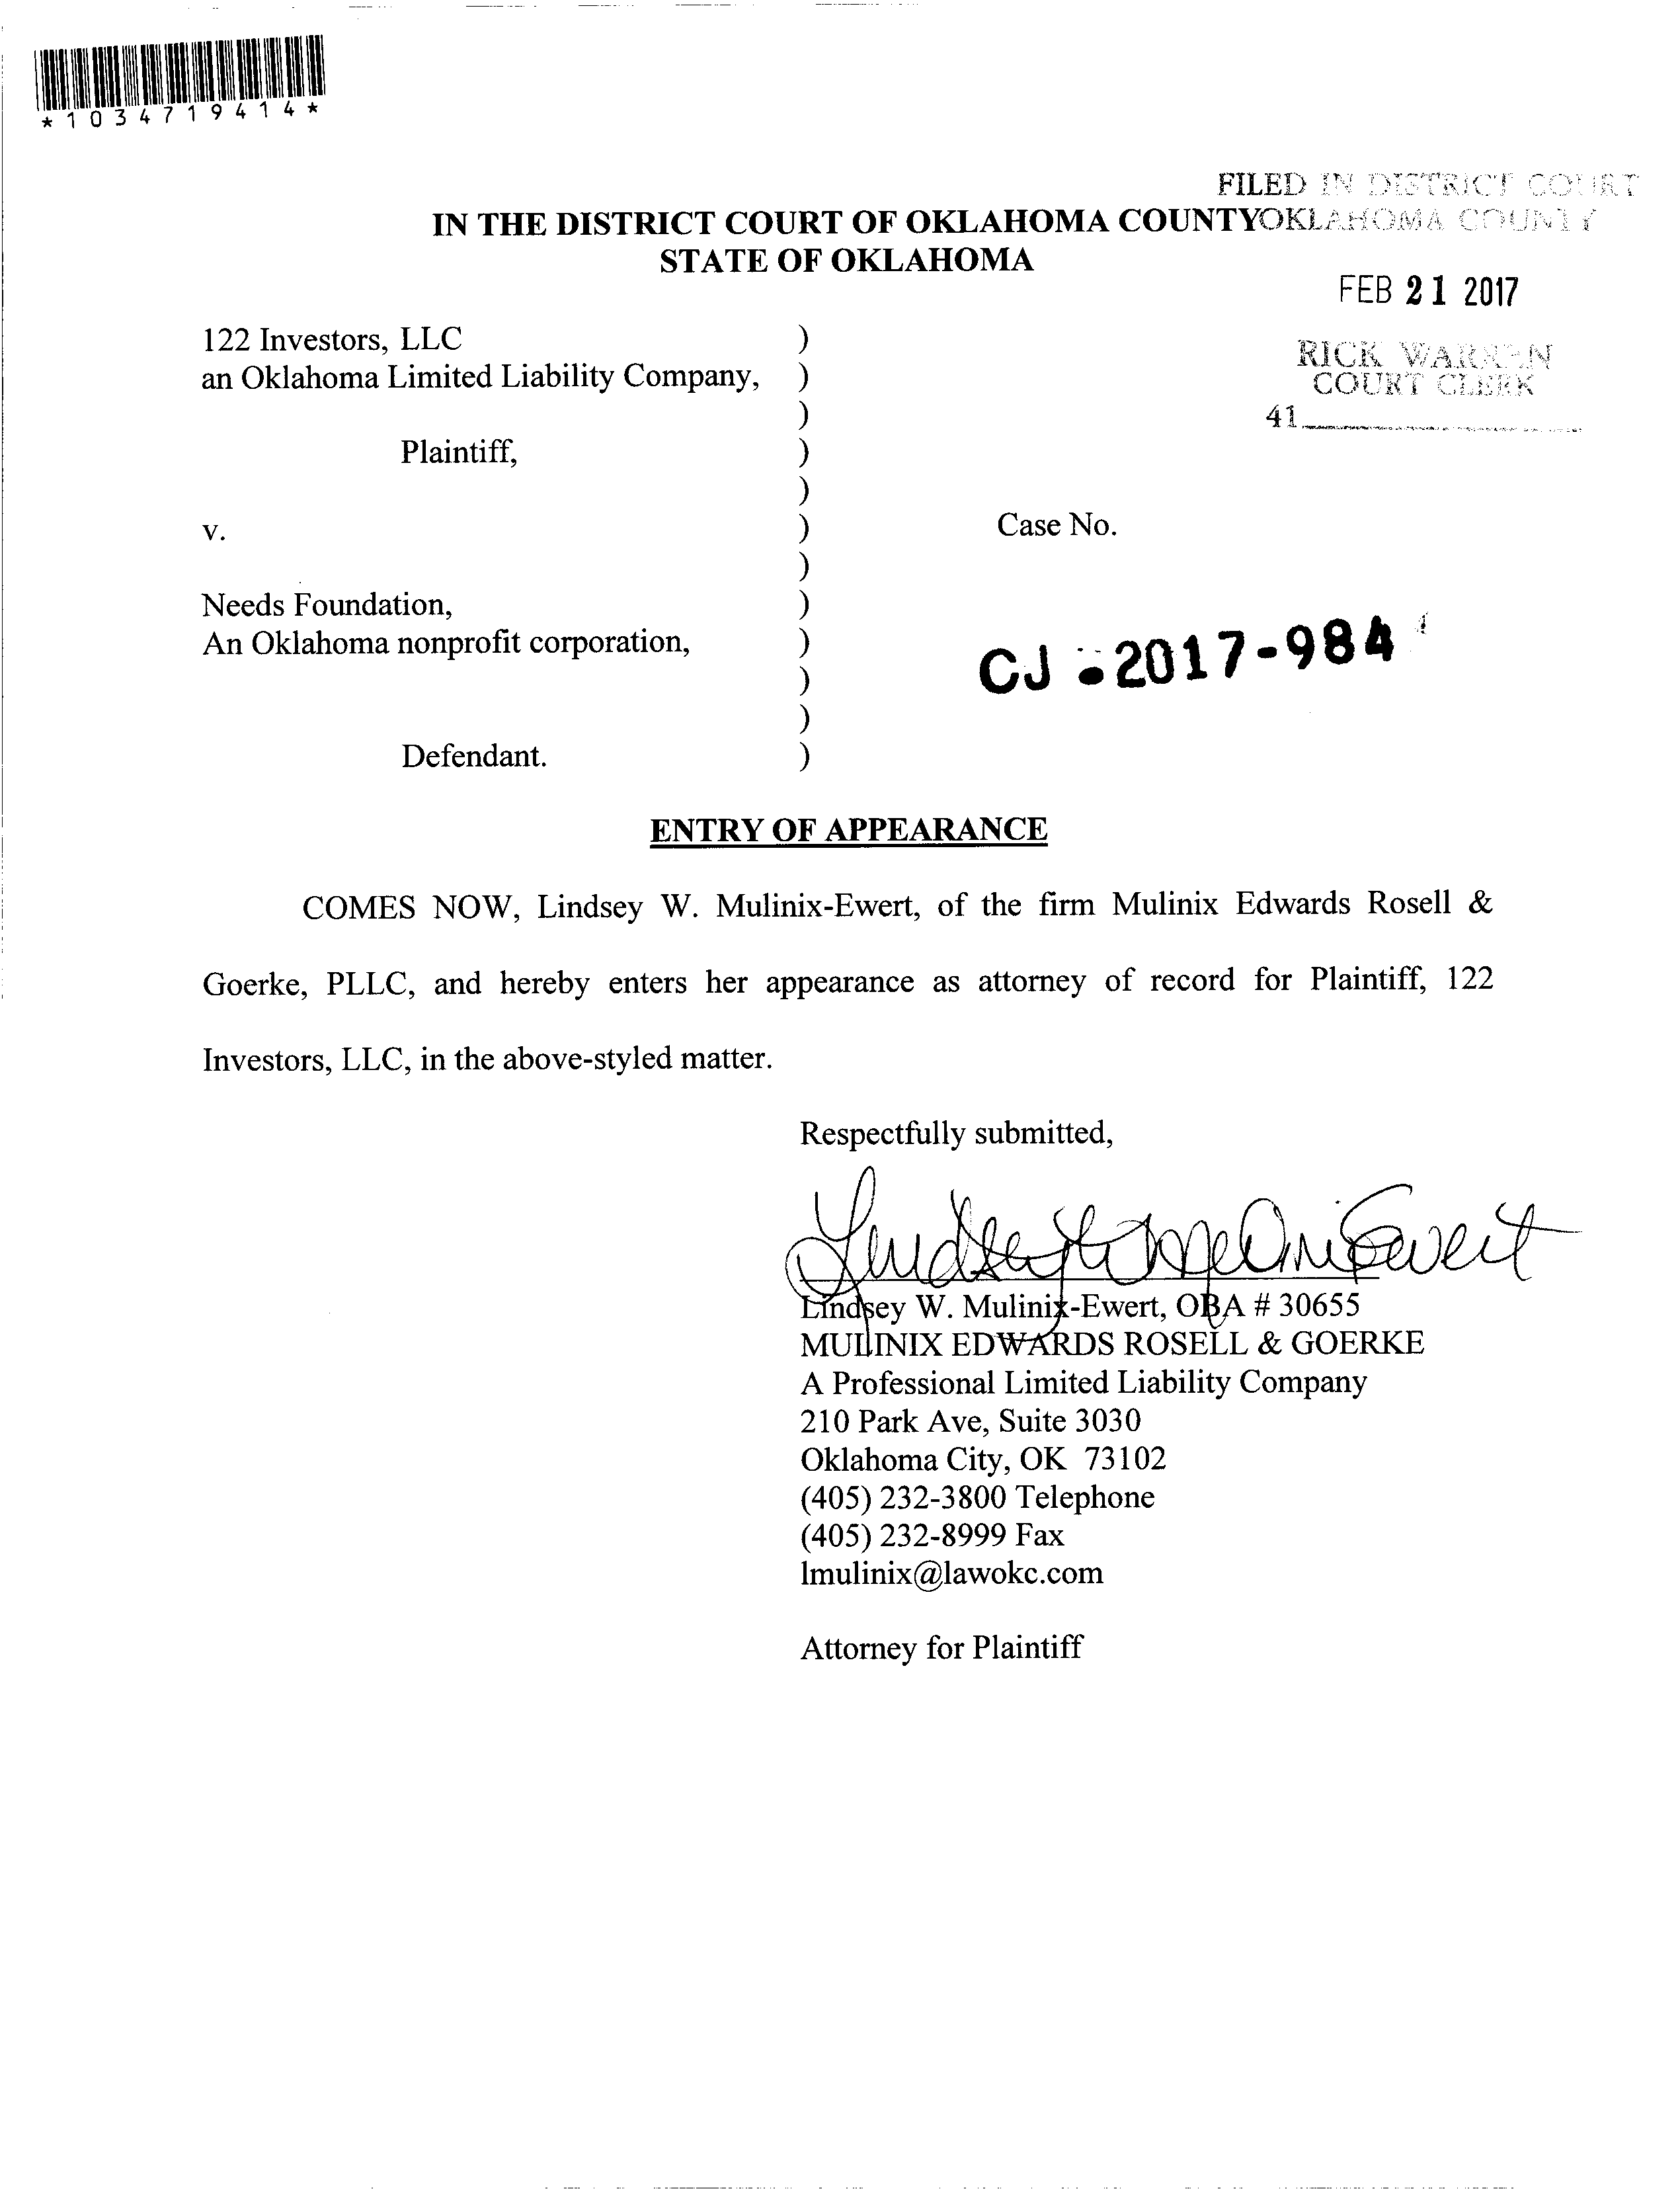 *1034719414*
FILED IN DISTRICT COURT
IN THE DISTRICT COURT OF OKLAHOMA COUNTY OKLAHOMA COUNTY
STATE OF OKLAHOMA
FEB 21 2017
122 Investors, LLC )
RICK WARREN
an Oklahoma Limited Liability Company, )
COURT CLERK
)
41
Plaintiff, )
)
v. ) Case No.
)
Needs Foundation, )
An Oklahoma nonprofit corporation, )
CJ - 2017-984
)
)
Defendant. )
ENTRY OF APPEARANCE
COMES NOW, Lindsey W. Mulinix-Ewert, of the firm Mulinix Edwards Rosell &
Goerke, PLLC, and hereby enters her appearance as attorney of record for Plaintiff, 122
Investors, LLC, in the above-styled matter.
Respectfully submitted,
Lindsey W. Mulinix-Ewert, OBA # 30655
MULINIX EDWARDS ROSELL & GOERKE
A Professional Limited Liability Company
210 Park Ave, Suite 3030
Oklahoma City, OK 73102
(405) 232-3800 Telephone
(405) 232-8999 Fax
lmulinix@lawokc.com
Attorney for Plaintiff